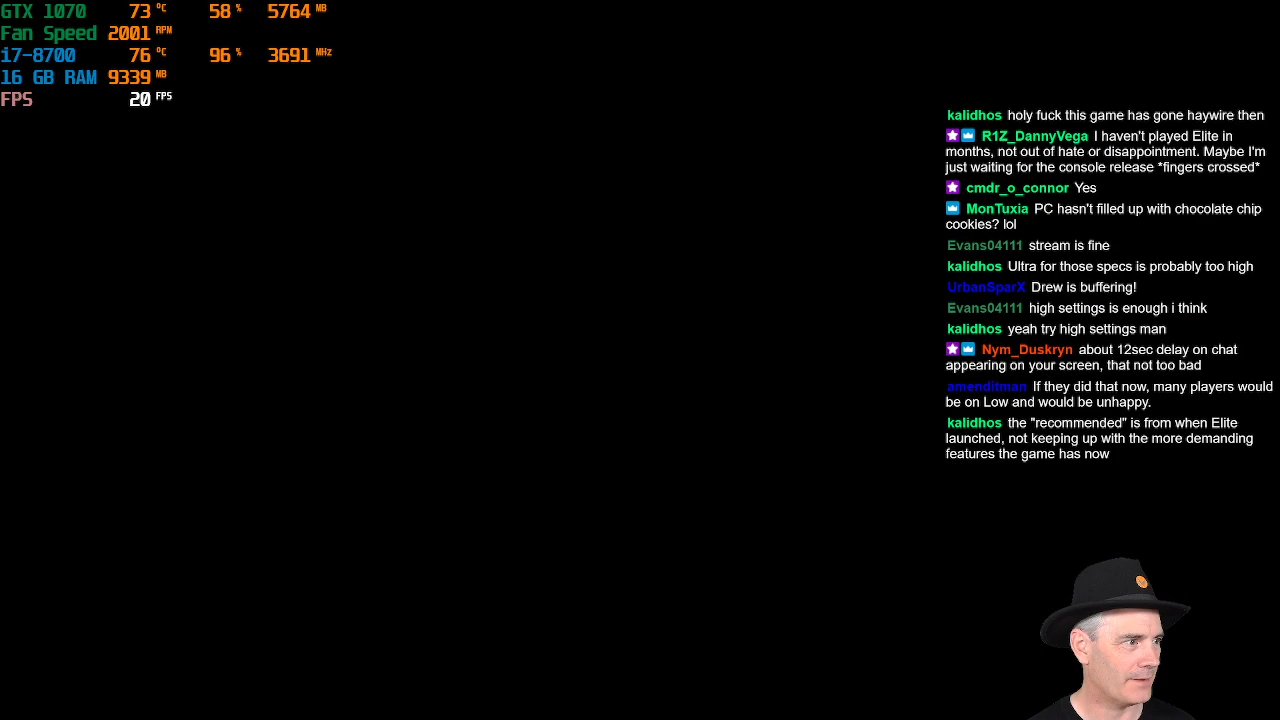 GTX 1070 73 °C 58 % 5764 MB
Fan Speed 2001 RPM
i7-8700 76 °C 96 % 3691 MHz
16 GB RAM 9339 MB
FPS 20 FPS
kalidhos holy fuck this game has gone haywire then
R1Z_DannyVega I haven't played Elite in
months, not out of hate or disappointment. Maybe I'm
just waiting for the console release *fingers crossed*
cmdr_o_connor Yes
MonTuxia PC hasn't filled up with chocolate chip
cookies? lol
Evans04111 stream is fine
kalidhos Ultra for those specs is probably too high
UrbanSparX Drew is buffering!
Evans04111 high settings is enough i think
kalidhos yeah try high settings man
Nym_Duskryn about 12sec delay on chat
appearing on your screen, that not too bad
amenditman If they did that now, many players would
be on Low and would be unhappy.
kalidhos the "recommended" is from when Elite
launched, not keeping up with the more demanding
features the game has now